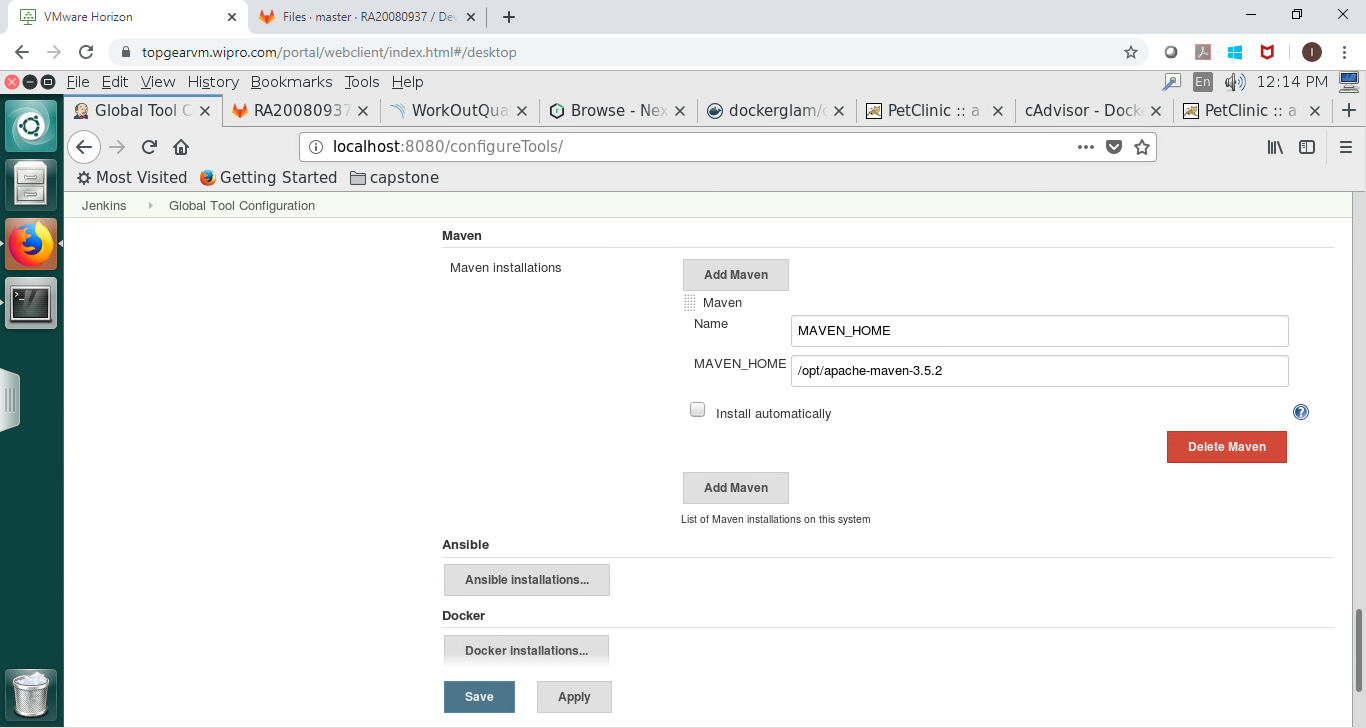 VMware Horizon
Files · master · RA20080937 / Dev
topgearvm.wipro.com/portal/webclient/index.html#/desktop
I
File Edit View History Bookmarks Tools Help
En
12:14 PM
Global Tool C
RA20080937
WorkOutQua
Browse - Nex
dockerglam/c
PetClinic :: a
cAdvisor - Docke
PetClinic :: a
localhost:8080/configureTools/
Most Visited
Getting Started
capstone
Jenkins
Global Tool Configuration
Maven
Maven installations
Add Maven
Maven
Name
MAVEN_HOME
MAVEN_HOME
/opt/apache-maven-3.5.2
Install automatically
Delete Maven
Add Maven
List of Maven installations on this system
Ansible
Ansible installations...
Docker
Docker installations...
Save
Apply